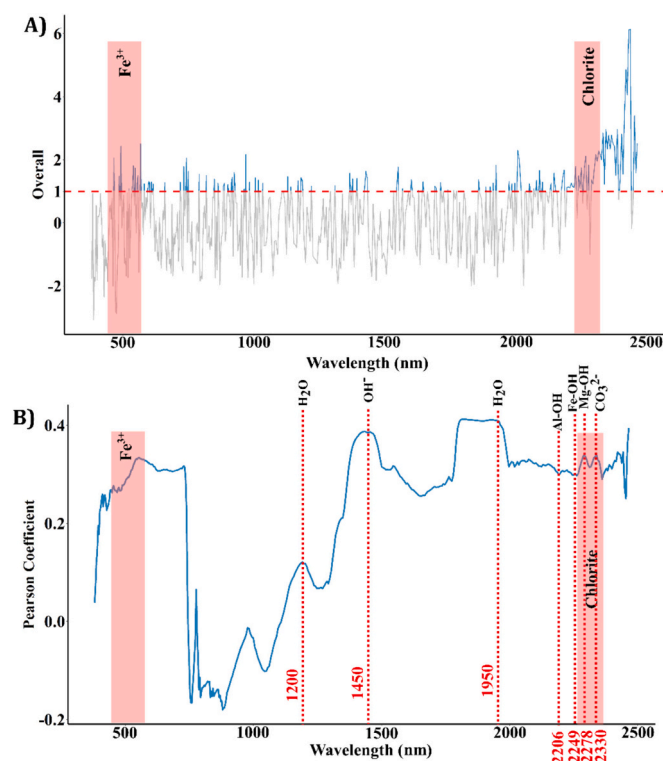 A)
6
4
2
1
0
-2
Overall
Fe³⁺
Chlorite
500
1000
1500
2000
2500
Wavelength (nm)
B)
H₂O
OH⁻
H₂O
Al-OH
Fe-OH
Mg-OH
CO₃²⁻
0.4
0.2
0.0
-0.2
Pearson Coefficient
Fe³⁺
Chlorite
1200
1450
1950
2206
2249
2278
2330
500
1000
1500
2000
2500
Wavelength (nm)